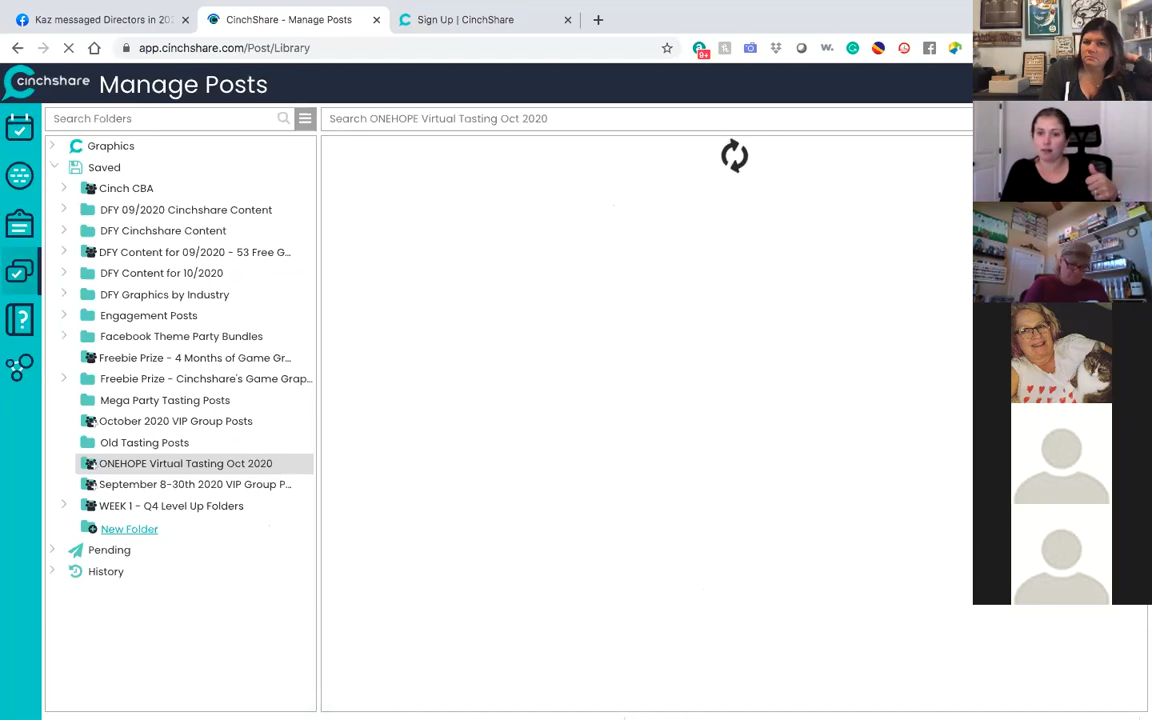 Kaz messaged Directors in 202
CinchShare - Manage Posts
Sign Up | CinchShare
app.cinchshare.com/Post/Library
9+
cinchshare
Manage Posts
Search Folders
Search ONEHOPE Virtual Tasting Oct 2020
Graphics
Saved
Cinch CBA
DFY 09/2020 Cinchshare Content
DFY Cinchshare Content
DFY Content for 09/2020 - 53 Free G...
DFY Content for 10/2020
DFY Graphics by Industry
Engagement Posts
Facebook Theme Party Bundles
Freebie Prize - 4 Months of Game Gr...
Freebie Prize - Cinchshare's Game Grap...
Mega Party Tasting Posts
October 2020 VIP Group Posts
Old Tasting Posts
ONEHOPE Virtual Tasting Oct 2020
September 8-30th 2020 VIP Group P...
WEEK 1 - Q4 Level Up Folders
New Folder
Pending
History